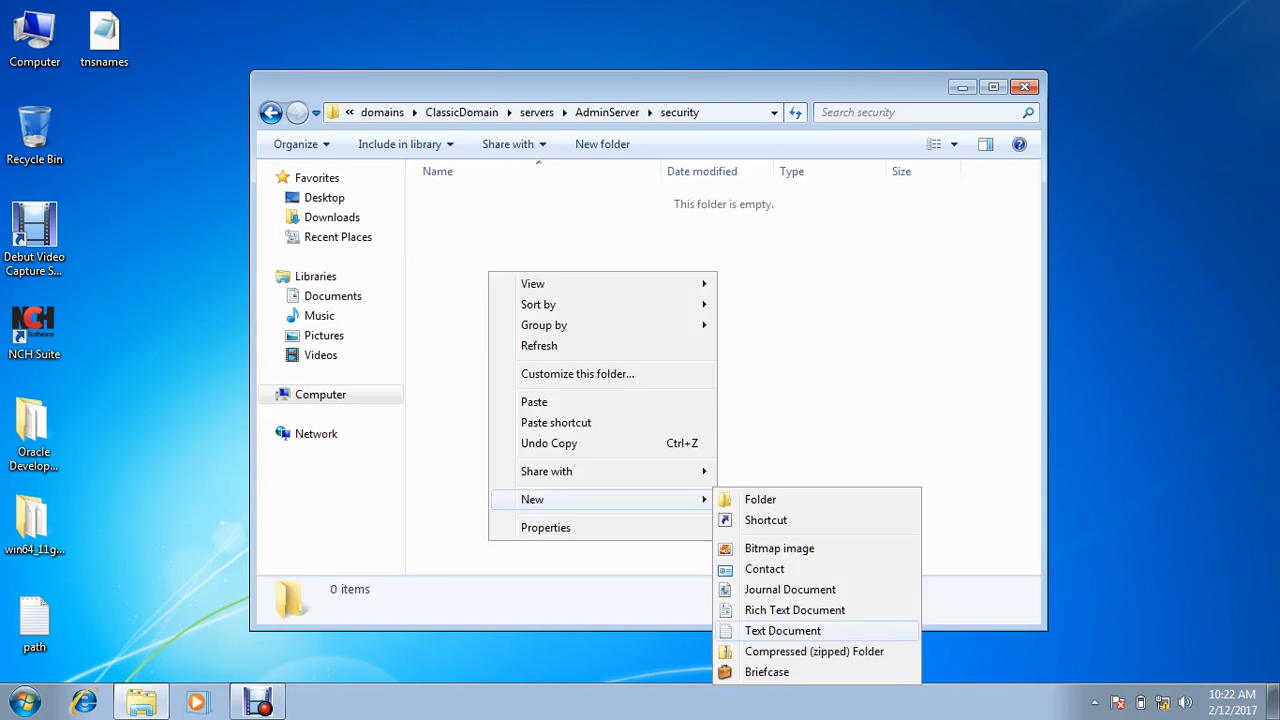 Computer
tnsnames
Recycle Bin
Debut Video
Capture S...
NCH Software
NCH Suite
Oracle
Develop...
win64_11g...
path
« domains ClassicDomain servers AdminServer security
Search security
Organize Include in library Share with New folder
Favorites
Desktop
Downloads
Recent Places
Libraries
Documents
Music
Pictures
Videos
Computer
Network
Name Date modified Type Size
This folder is empty.
View
Sort by
Group by
Refresh
Customize this folder...
Paste
Paste shortcut
Undo Copy Ctrl+Z
Share with
New
Properties
Folder
Shortcut
Bitmap image
Contact
Journal Document
Rich Text Document
Text Document
Compressed (zipped) Folder
Briefcase
0 items
10:22 AM
2/12/2017